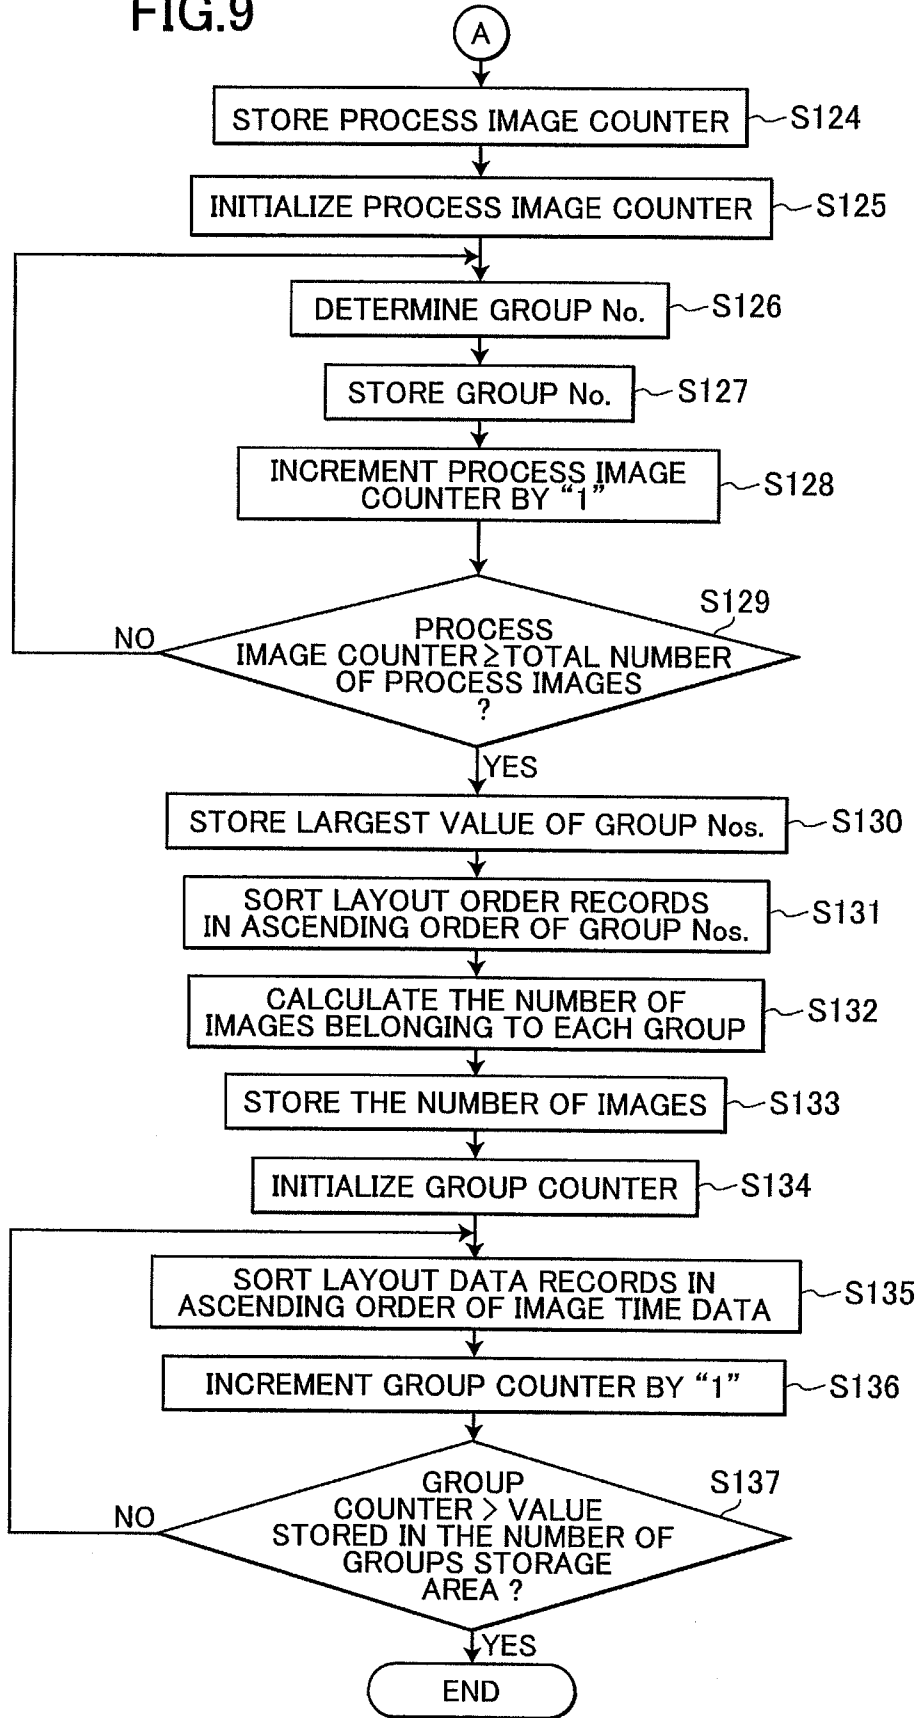 FIG.9
A
STORE PROCESS IMAGE COUNTER
S124
INITIALIZE PROCESS IMAGE COUNTER
S125
DETERMINE GROUP No.
S126
STORE GROUP No.
S127
INCREMENT PROCESS IMAGE
COUNTER BY “1”
S128
S129
NO
PROCESS
IMAGE COUNTER≥TOTAL NUMBER
OF PROCESS IMAGES
?
YES
STORE LARGEST VALUE OF GROUP Nos.
S130
SORT LAYOUT ORDER RECORDS
IN ASCENDING ORDER OF GROUP Nos.
S131
CALCULATE THE NUMBER OF
IMAGES BELONGING TO EACH GROUP
S132
STORE THE NUMBER OF IMAGES
S133
INITIALIZE GROUP COUNTER
S134
SORT LAYOUT DATA RECORDS IN
ASCENDING ORDER OF IMAGE TIME DATA
S135
INCREMENT GROUP COUNTER BY “1”
S136
S137
NO
GROUP
COUNTER > VALUE
STORED IN THE NUMBER OF
GROUPS STORAGE
AREA ?
YES
END